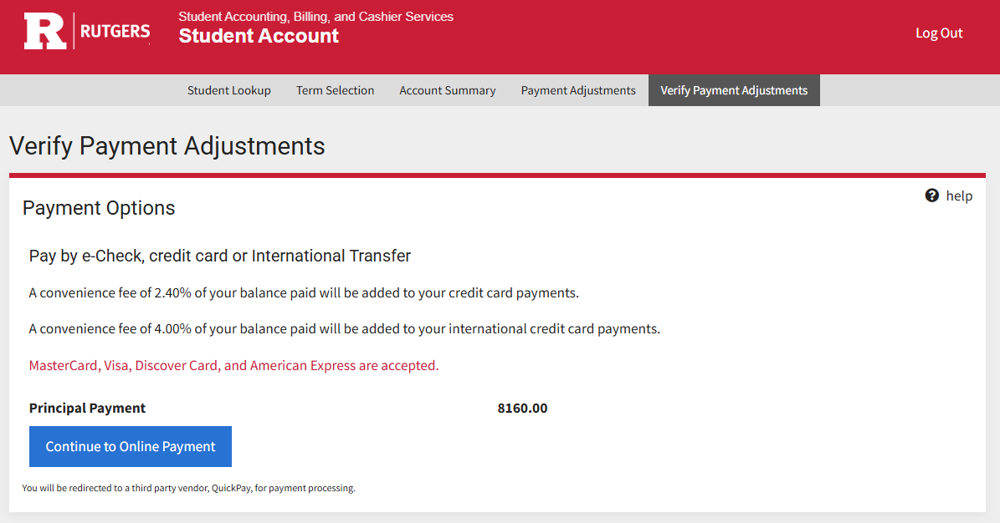 R RUTGERS
Student Accounting, Billing, and Cashier Services
Student Account
Log Out
Student Lookup Term Selection Account Summary Payment Adjustments Verify Payment Adjustments
Verify Payment Adjustments
Payment Options
? help
Pay by e-Check, credit card or International Transfer
A convenience fee of 2.40% of your balance paid will be added to your credit card payments.
A convenience fee of 4.00% of your balance paid will be added to your international credit card payments.
MasterCard, Visa, Discover Card, and American Express are accepted.
Principal Payment 8160.00
Continue to Online Payment
You will be redirected to a third party vendor, QuickPay, for payment processing.